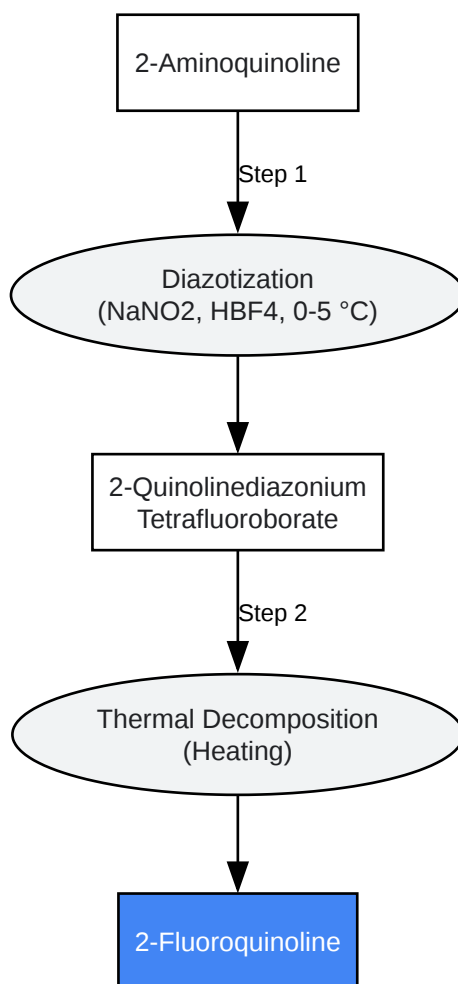 2-Aminoquinoline
Step 1
Diazotization
(NaNO2, HBF4, 0-5 °C)
2-Quinolinediazonium
Tetrafluoroborate
Step 2
Thermal Decomposition
(Heating)
2-Fluoroquinoline